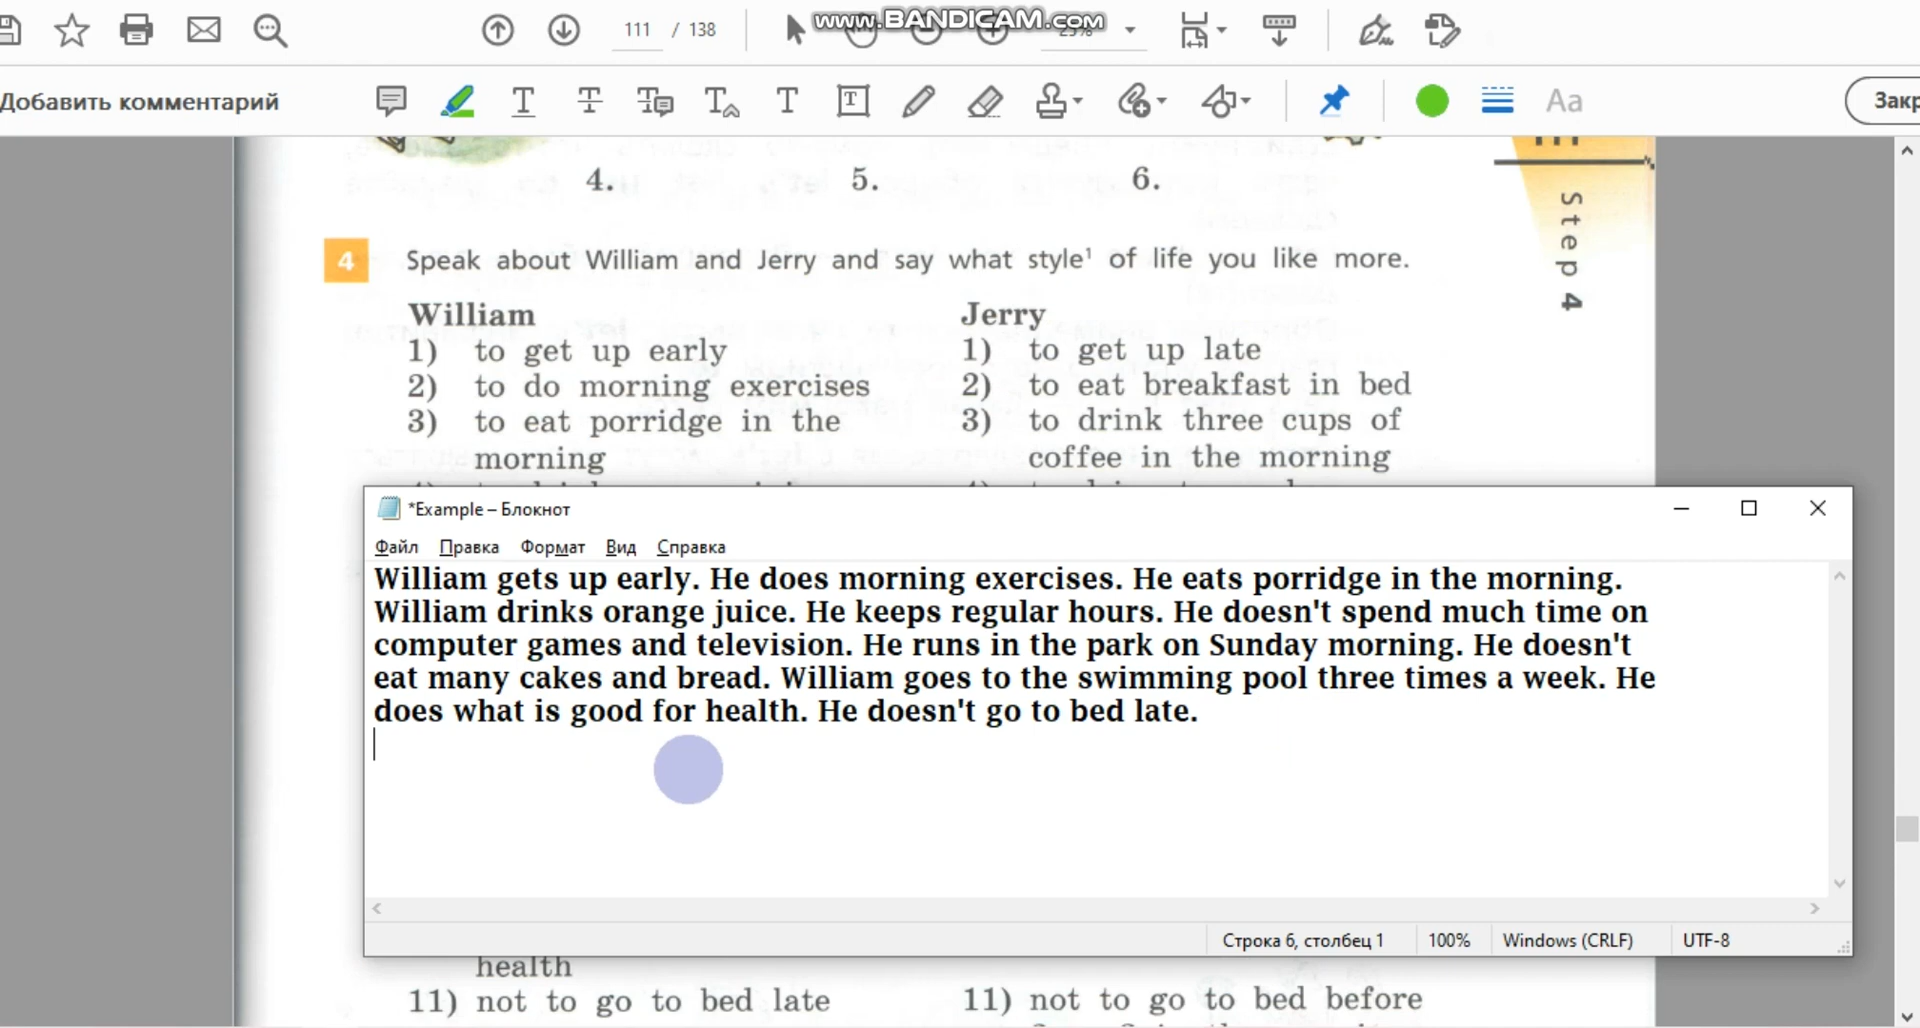 www.BANDICAM.com
111 / 138
25%
Добавить комментарий
T
T
T
T
T
T
Aa
Закр
4.
5.
6.
Step 4
4 Speak about William and Jerry and say what style¹ of life you like more.
William
1) to get up early
2) to do morning exercises
3) to eat porridge in the
morning
Jerry
1) to get up late
2) to eat breakfast in bed
3) to drink three cups of
coffee in the morning
*Example – Блокнот
Файл Правка Формат Вид Справка
William gets up early. He does morning exercises. He eats porridge in the morning.
William drinks orange juice. He keeps regular hours. He doesn't spend much time on
computer games and television. He runs in the park on Sunday morning. He doesn't
eat many cakes and bread. William goes to the swimming pool three times a week. He
does what is good for health. He doesn't go to bed late.
Строка 6, столбец 1
100%
Windows (CRLF)
UTF-8
health
11) not to go to bed late
11) not to go to bed before